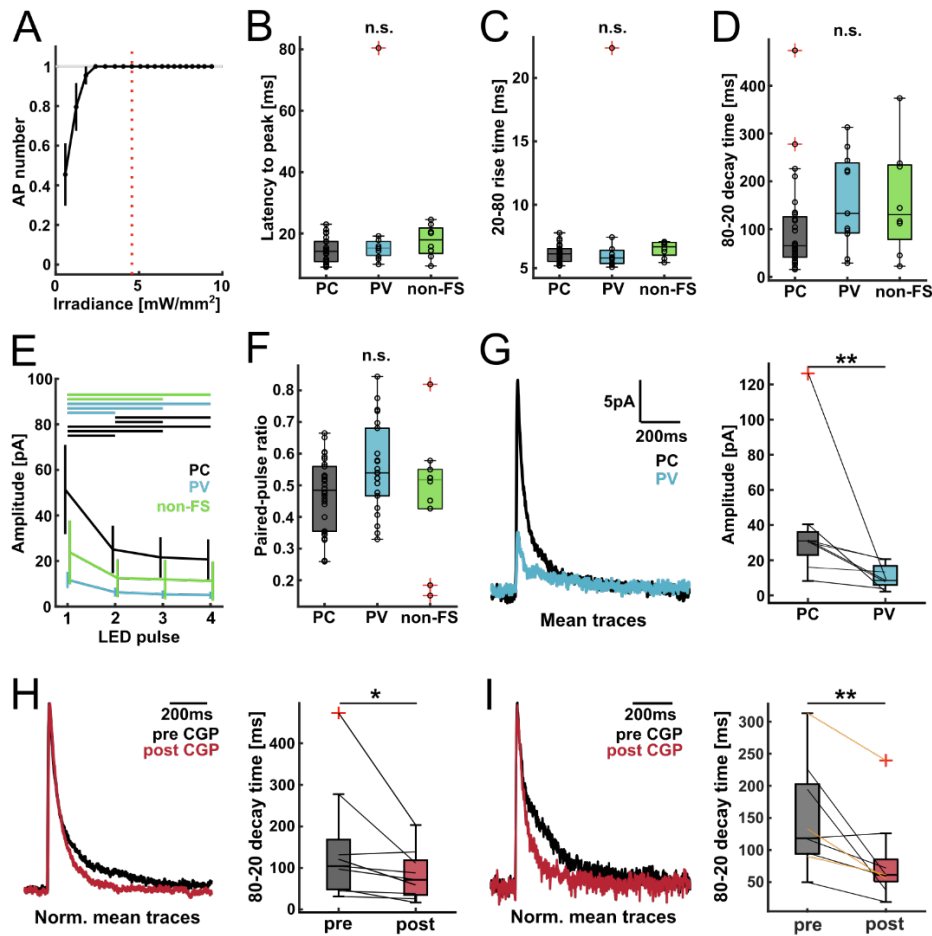 A
AP number
1
0.8
0.6
0.4
0.2
0
0
5
10
Irradiance [mW/mm²]
B
n.s.
Latency to peak [ms]
80
60
40
20
PC
PV
non-FS
C
n.s.
20-80 rise time [ms]
20
15
10
5
PC
PV
non-FS
D
n.s.
80-20 decay time [ms]
500
400
300
200
100
0
PC
PV
non-FS
E
Amplitude [pA]
100
80
60
40
20
0
PC
PV
non-FS
1
2
3
4
LED pulse
F
n.s.
Paired-pulse ratio
0.8
0.7
0.6
0.5
0.4
0.3
0.2
PC
PV
non-FS
G
5pA
200ms
PC
PV
Mean traces
**
Amplitude [pA]
120
100
80
60
40
20
0
PC
PV
H
200ms
pre CGP
post CGP
Norm. mean traces
*
80-20 decay time [ms]
500
400
300
200
100
0
pre
post
I
200ms
pre CGP
post CGP
Norm. mean traces
**
80-20 decay time [ms]
300
250
200
150
100
50
pre
post